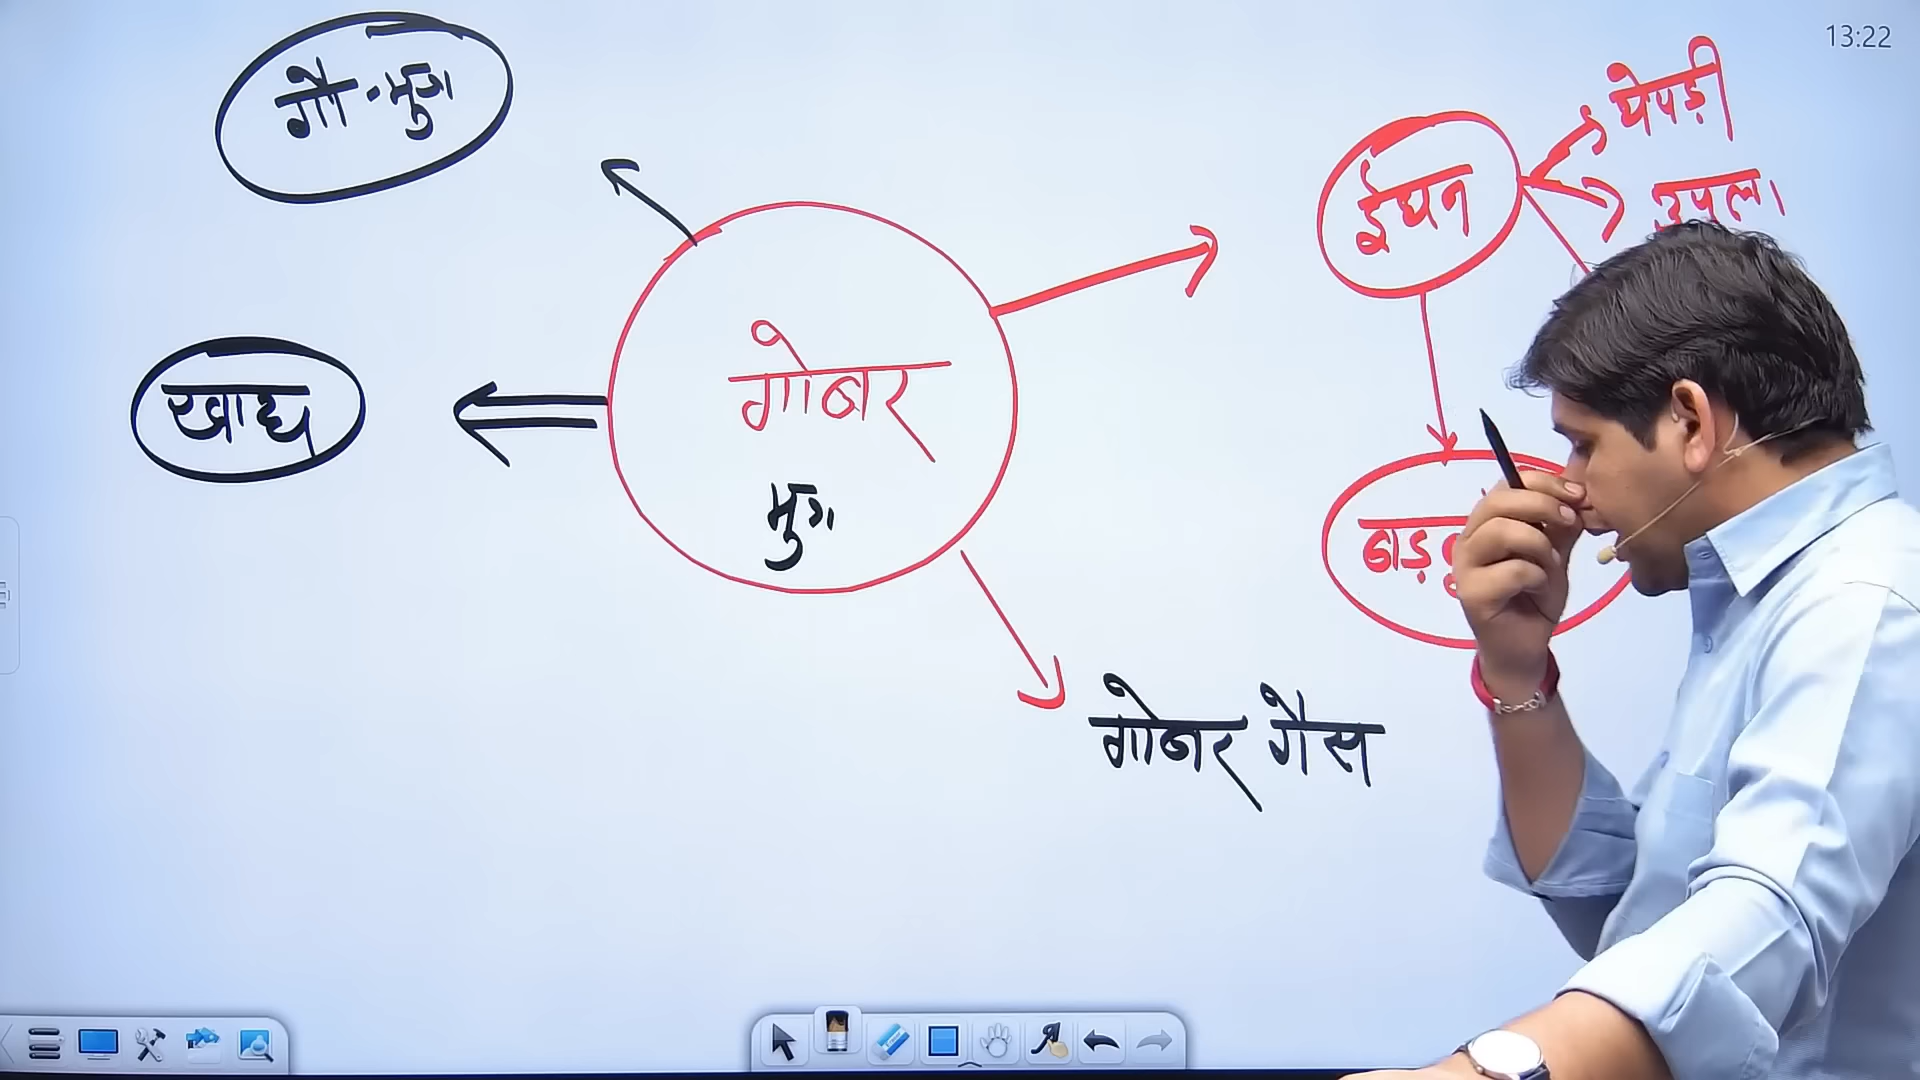 13:22
गौ-मुत्र
थेपड़ी
ईंधन
उपला
खाद्य
गोबर
मुत्र
गोबर गैस